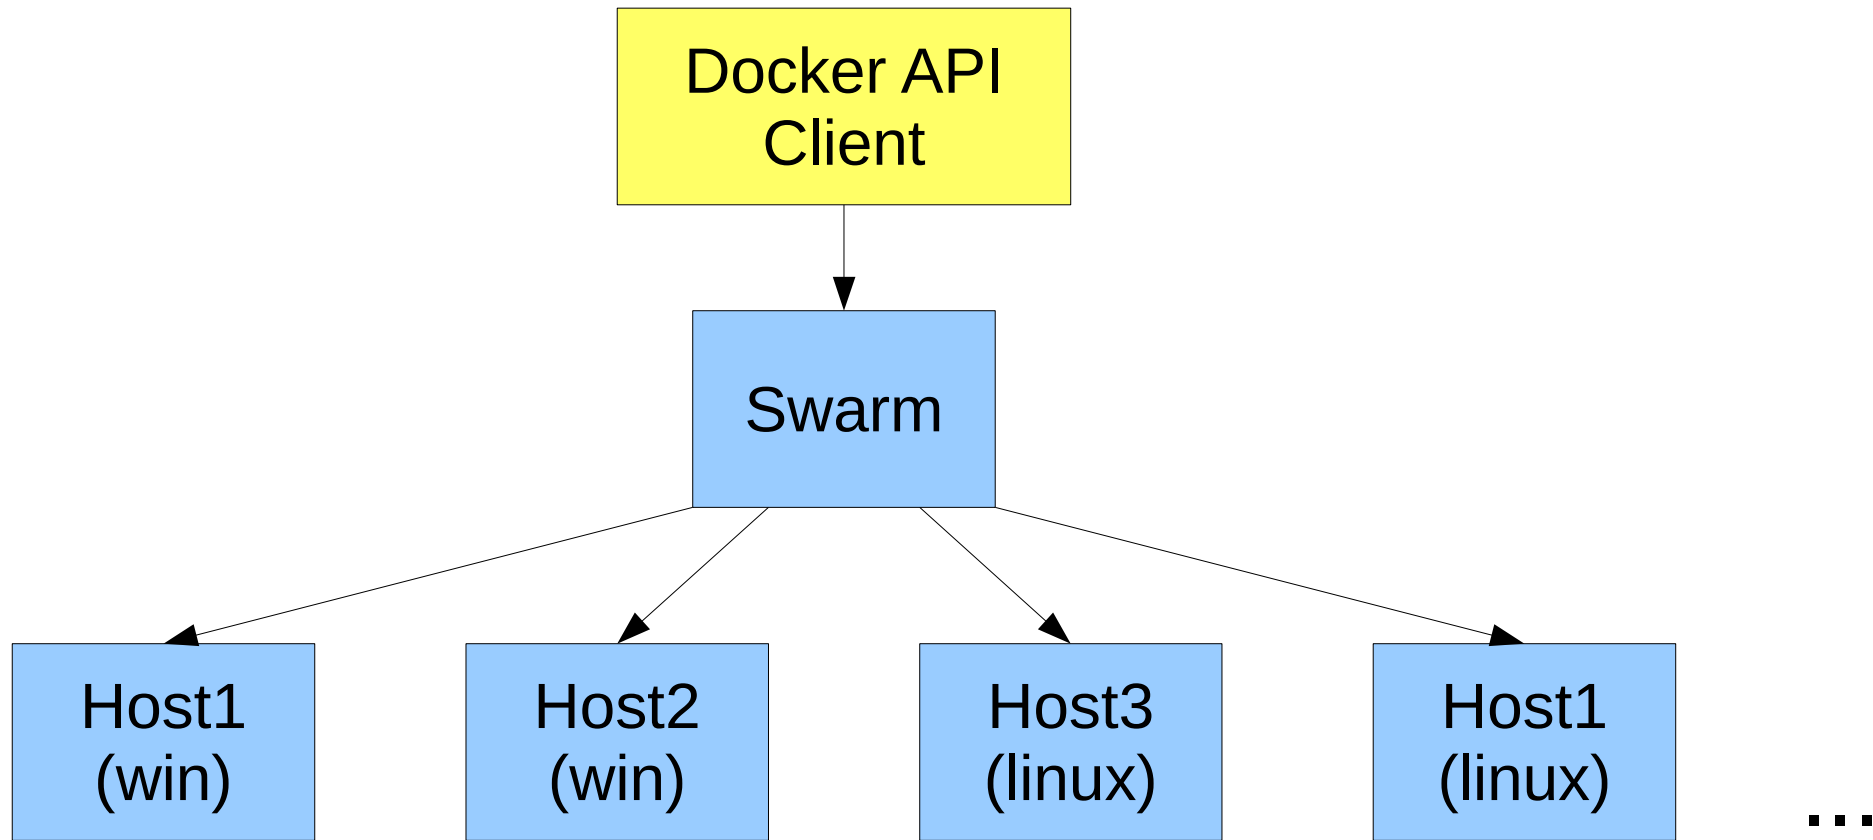 Docker API
Client
Swarm
Host1
(win)
Host2
(win)
Host3
(linux)
Host1
(linux)
...